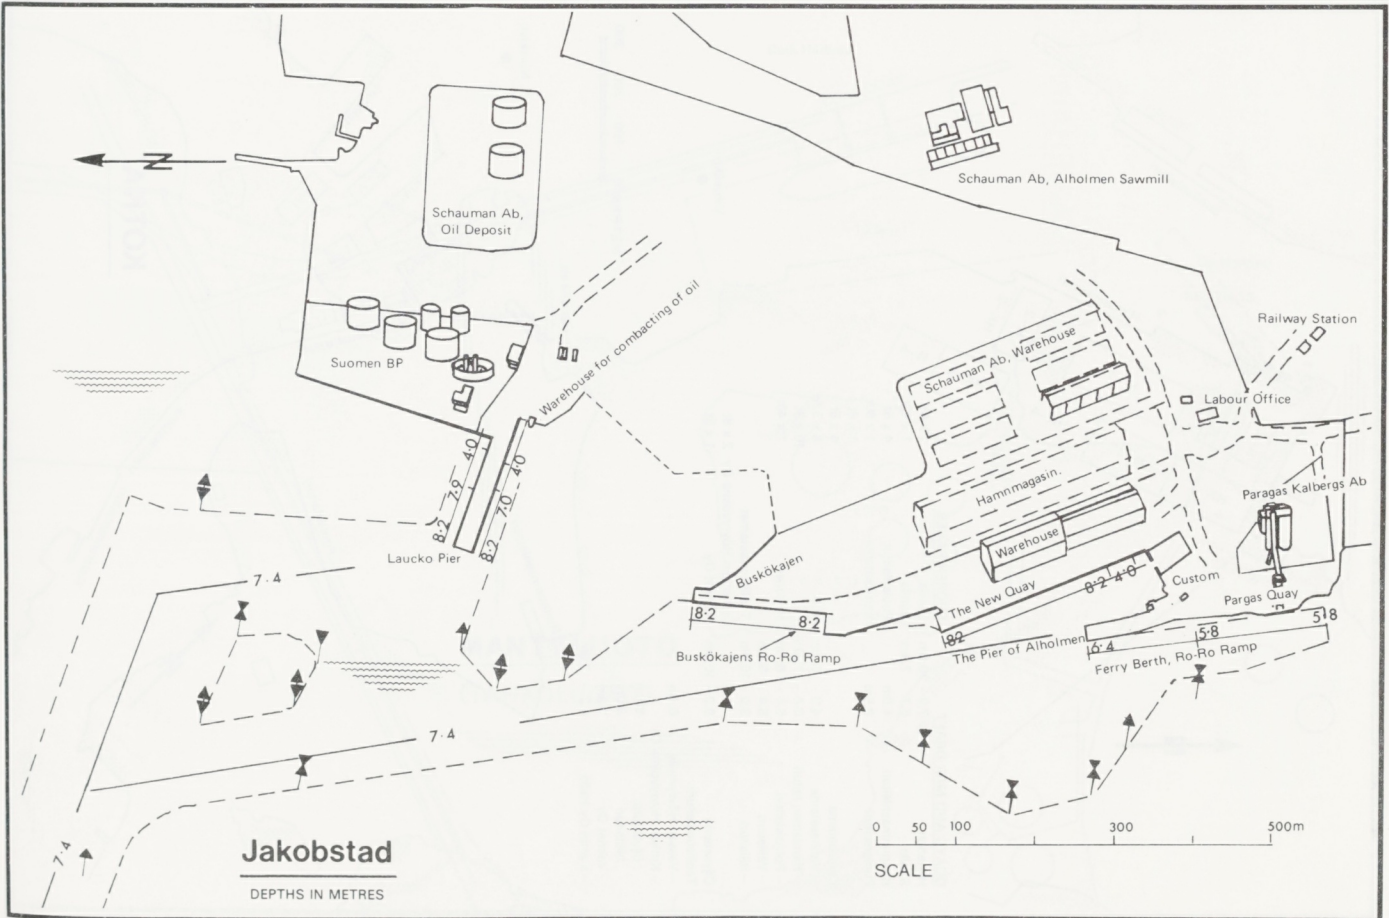 N
Schauman Ab, Alholmen Sawmill
Schauman Ab,
Oil Deposit
Railway Station
Schauman Ab, Warehouse
Warehouse for combacting of oil
Suomen BP
Labour Office
4·0
4·0
7·9
7·0
8·2
8·2
Hamnmagasin.
Paragas Kalbergs Ab
Laucko Pier
Warehouse
7·4
Buskökajen
The New Quay
8·2
4·0
Custom
Pargas Quay
8·2
8·2
82
5·8
5·8
6·4
The Pier of Alholmen
Buskökajens Ro-Ro Ramp
Ferry Berth, Ro-Ro Ramp
7·4
7·4
0 50 100 300 500m
SCALE
Jakobstad
DEPTHS IN METRES